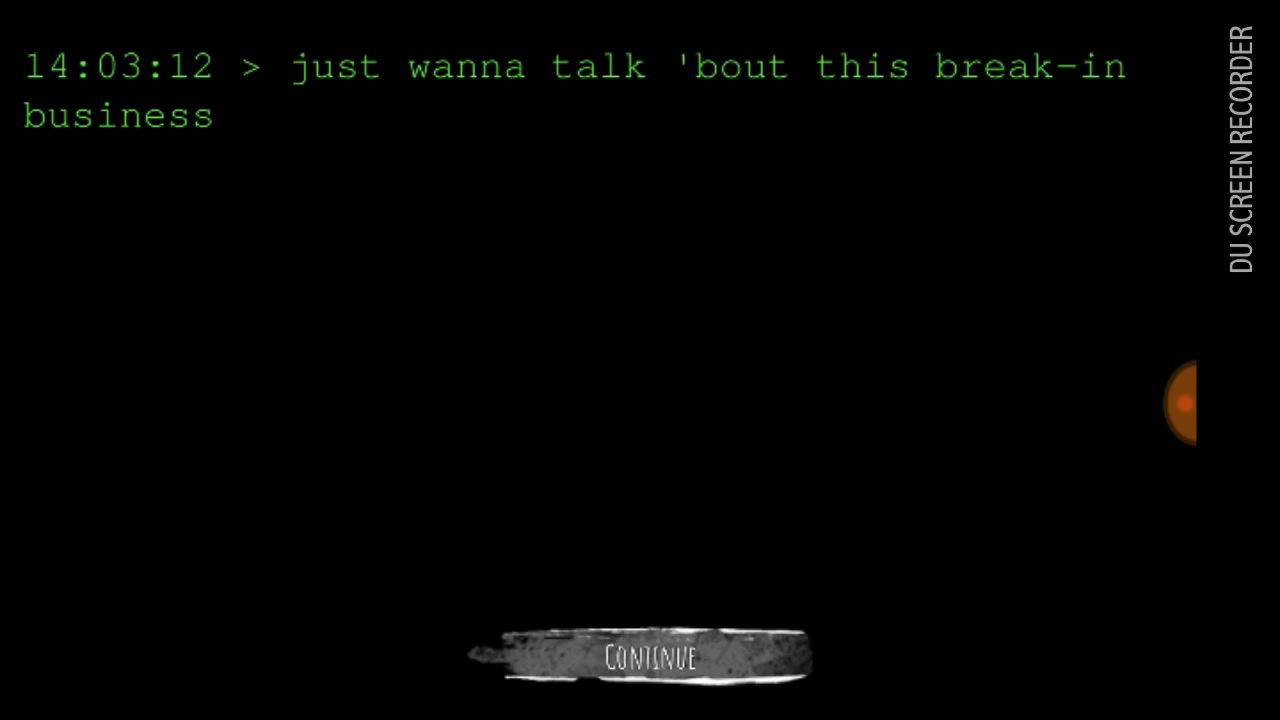 14:03:12 > just wanna talk 'bout this break-in
business
DU SCREEN RECORDER
Continue